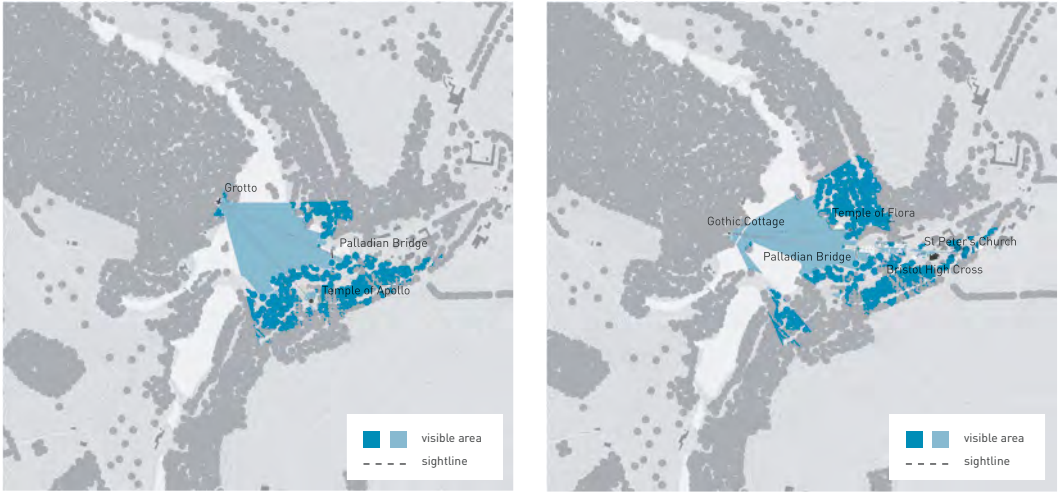 Grotto
Palladian Bridge
Temple of Apollo
visible area
sightline
Temple of Flora
Gothic Cottage
St Peter's Church
Palladian Bridge
Bristol High Cross
visible area
sightline